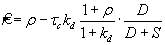 r€ = ρ − τ_c k_d (1 + ρ)/(1 + k_d) · D/(D + S)